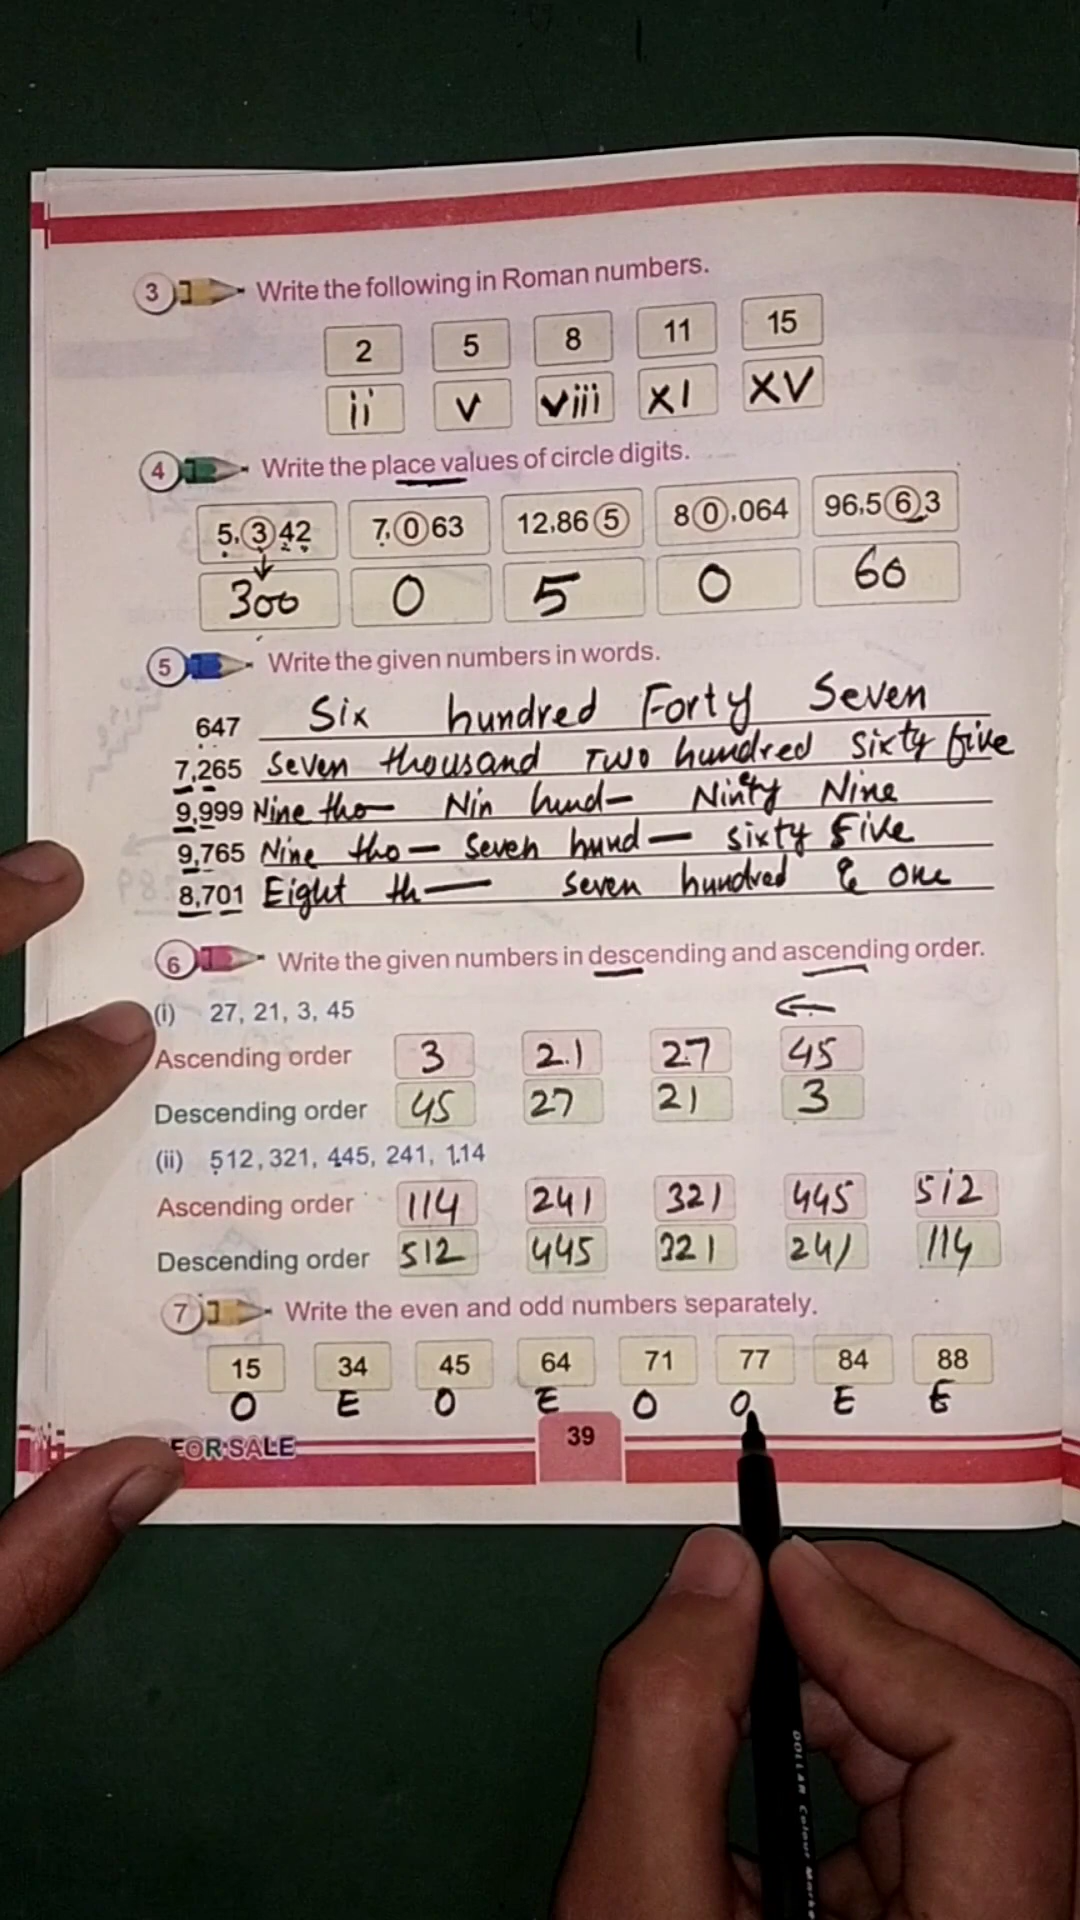 3 Write the following in Roman numbers.
2 5 8 11 15
ii V viii XI XV
4 Write the place values of circle digits.
5,342 7,063 12,865 80,064 96,563
300 0 5 0 60
5 Write the given numbers in words.
647 Six hundred Forty Seven
7,265 Seven thousand Two hundred sixty five
9,999 Nine tho— Nin hund— Ninty Nine
9,765 Nine tho— Seven hund— sixty Five
8,701 Eight th— seven hundred & one
6 Write the given numbers in descending and ascending order.
(i) 27, 21, 3, 45
Ascending order 3 21 27 45
Descending order 45 27 21 3
(ii) 512, 321, 445, 241, 114
Ascending order 114 241 321 445 512
Descending order 512 445 321 241 114
7 Write the even and odd numbers separately.
15 34 45 64 71 77 84 88
O E O E O O E E
FOR SALE 39
DOLLAR Colour Marker